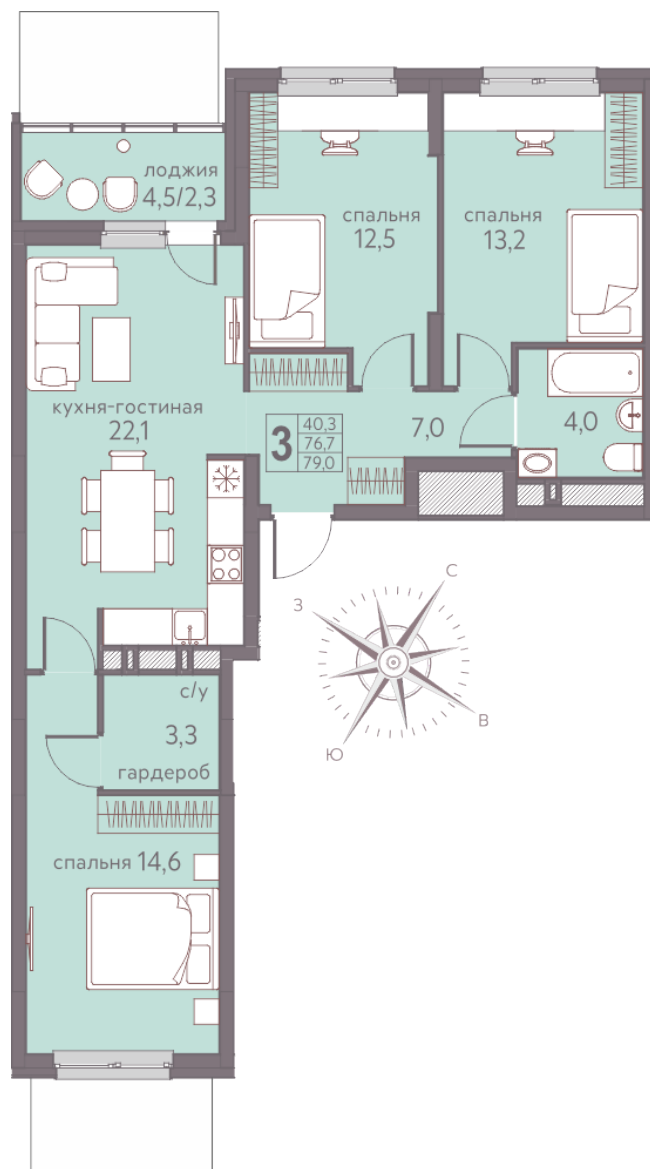 лоджия
4,5/2,3
спальня
12,5
спальня
13,2
кухня-гостиная
22,1
3
40,3
76,7
79,0
7,0
4,0
С
З
В
Ю
с/у
3,3
гардероб
спальня 14,6